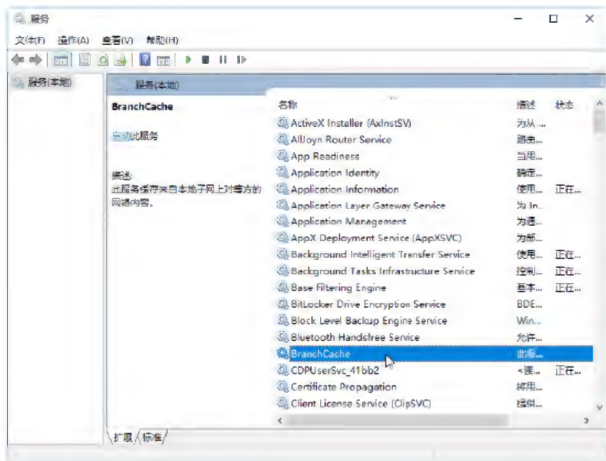 服务
文件(F) 操作(A) 查看(V) 帮助(H)
服务(本地)
服务(本地)
BranchCache
启动此服务
描述:
此服务缓存来自本地子网上对等方的
网络内容。
名称 描述 状态
ActiveX Installer (AxInstSV) 为从 ...
AllJoyn Router Service 路由...
App Readiness 当用...
Application Identity 确定...
Application Information 使用... 正在...
Application Layer Gateway Service 为 In...
Application Management 为通...
AppX Deployment Service (AppXSVC) 为部...
Background Intelligent Transfer Service 使用... 正在...
Background Tasks Infrastructure Service 控制... 正在...
Base Filtering Engine 基本... 正在...
BitLocker Drive Encryption Service BDE...
Block Level Backup Engine Service Win...
Bluetooth Handsfree Service 允许...
BranchCache 此服...
CDPUserSvc_41bb2 <读... 正在...
Certificate Propagation 将用...
Client License Service (ClipSVC) 提供...
扩展 标准